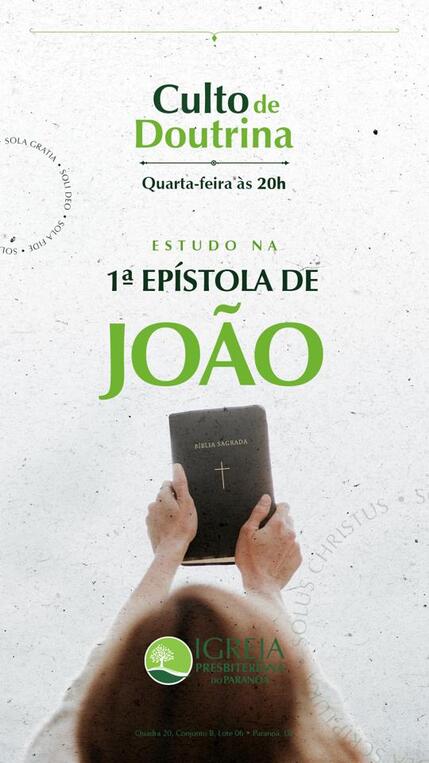 Culto de
Doutrina
Quarta-feira às 20h
SOLA GRATIA • SOLI DEO • SOLA FIDE
ESTUDO NA
1ª EPÍSTOLA DE
JOÃO
BÍBLIA SAGRADA
SOLUS CHRISTUS •
IGREJA
PRESBITERIANA
DO PARANOÁ
Quadra 20, Conjunto B, Lote 06 • Paranoá,